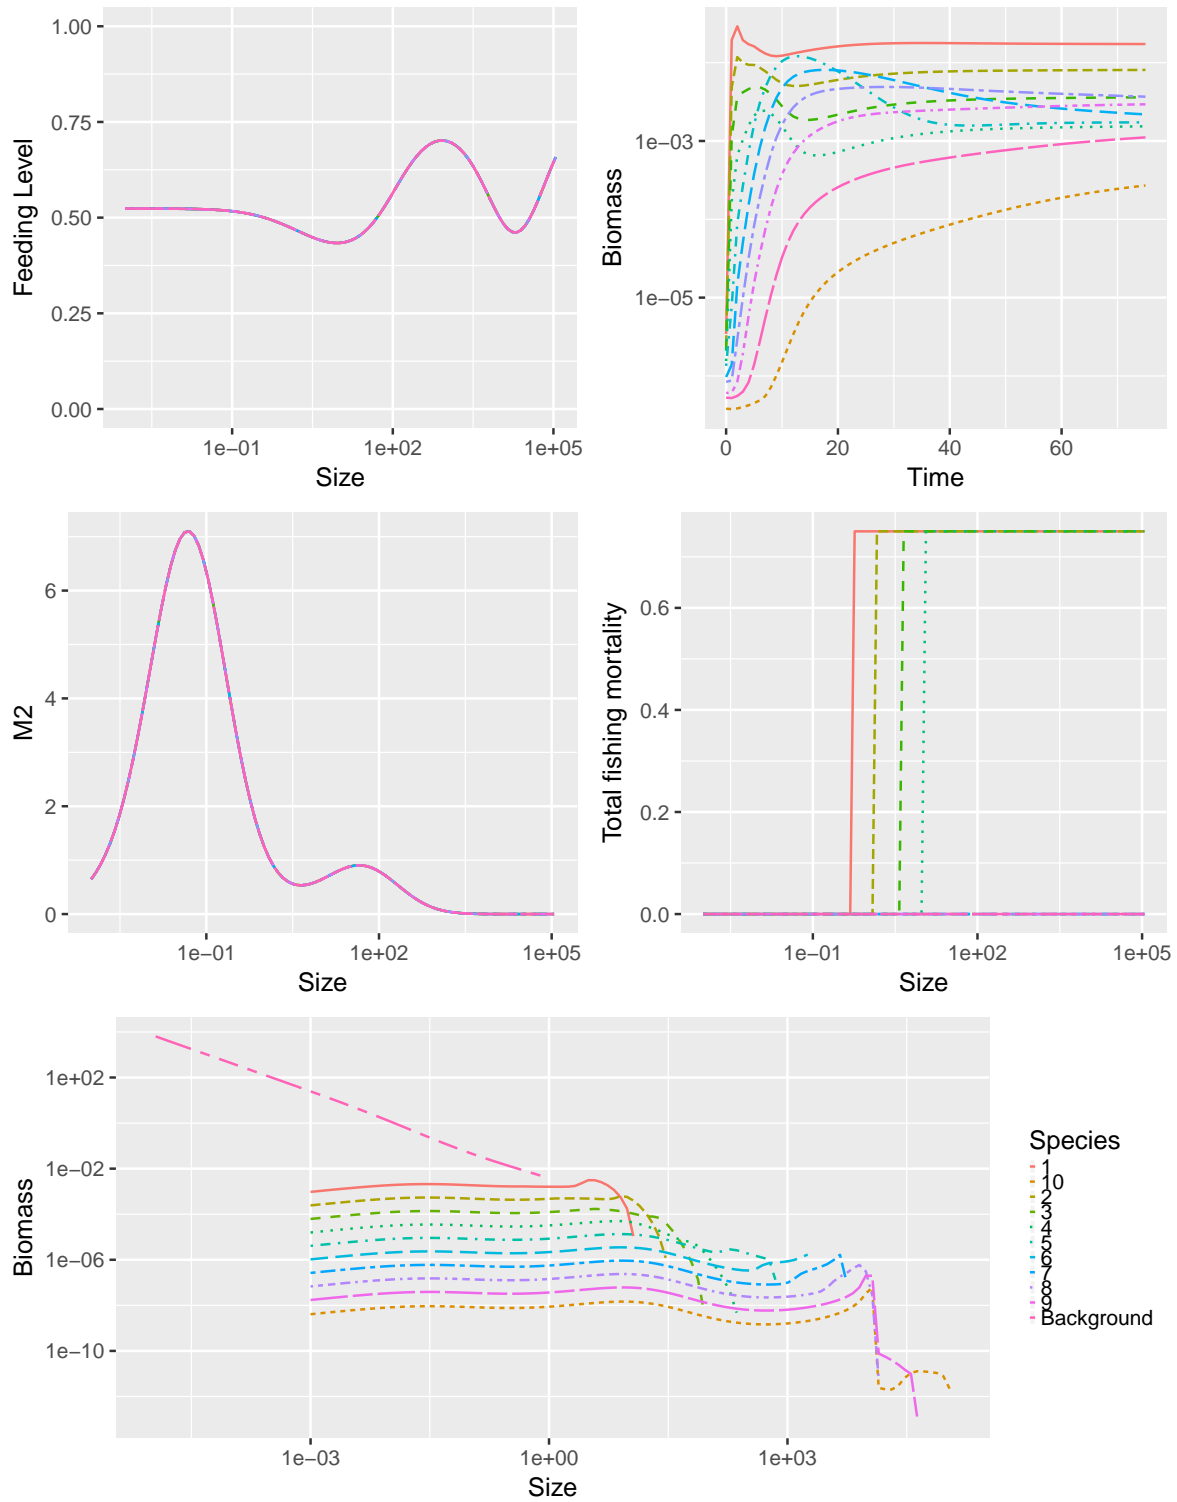 1.00
0.75
0.50
0.25
0.00
Feeding Level
1e−01
1e+02
1e+05
Size
1e−03
1e−05
Biomass
0
20
40
60
Time
6
4
2
0
M2
1e−01
1e+02
1e+05
Size
0.6
0.4
0.2
0.0
Total fishing mortality
1e−01
1e+02
1e+05
Size
1e+02
1e−02
1e−06
1e−10
Biomass
1e−03
1e+00
1e+03
Size
Species
1
10
2
3
4
5
6
7
8
9
Background